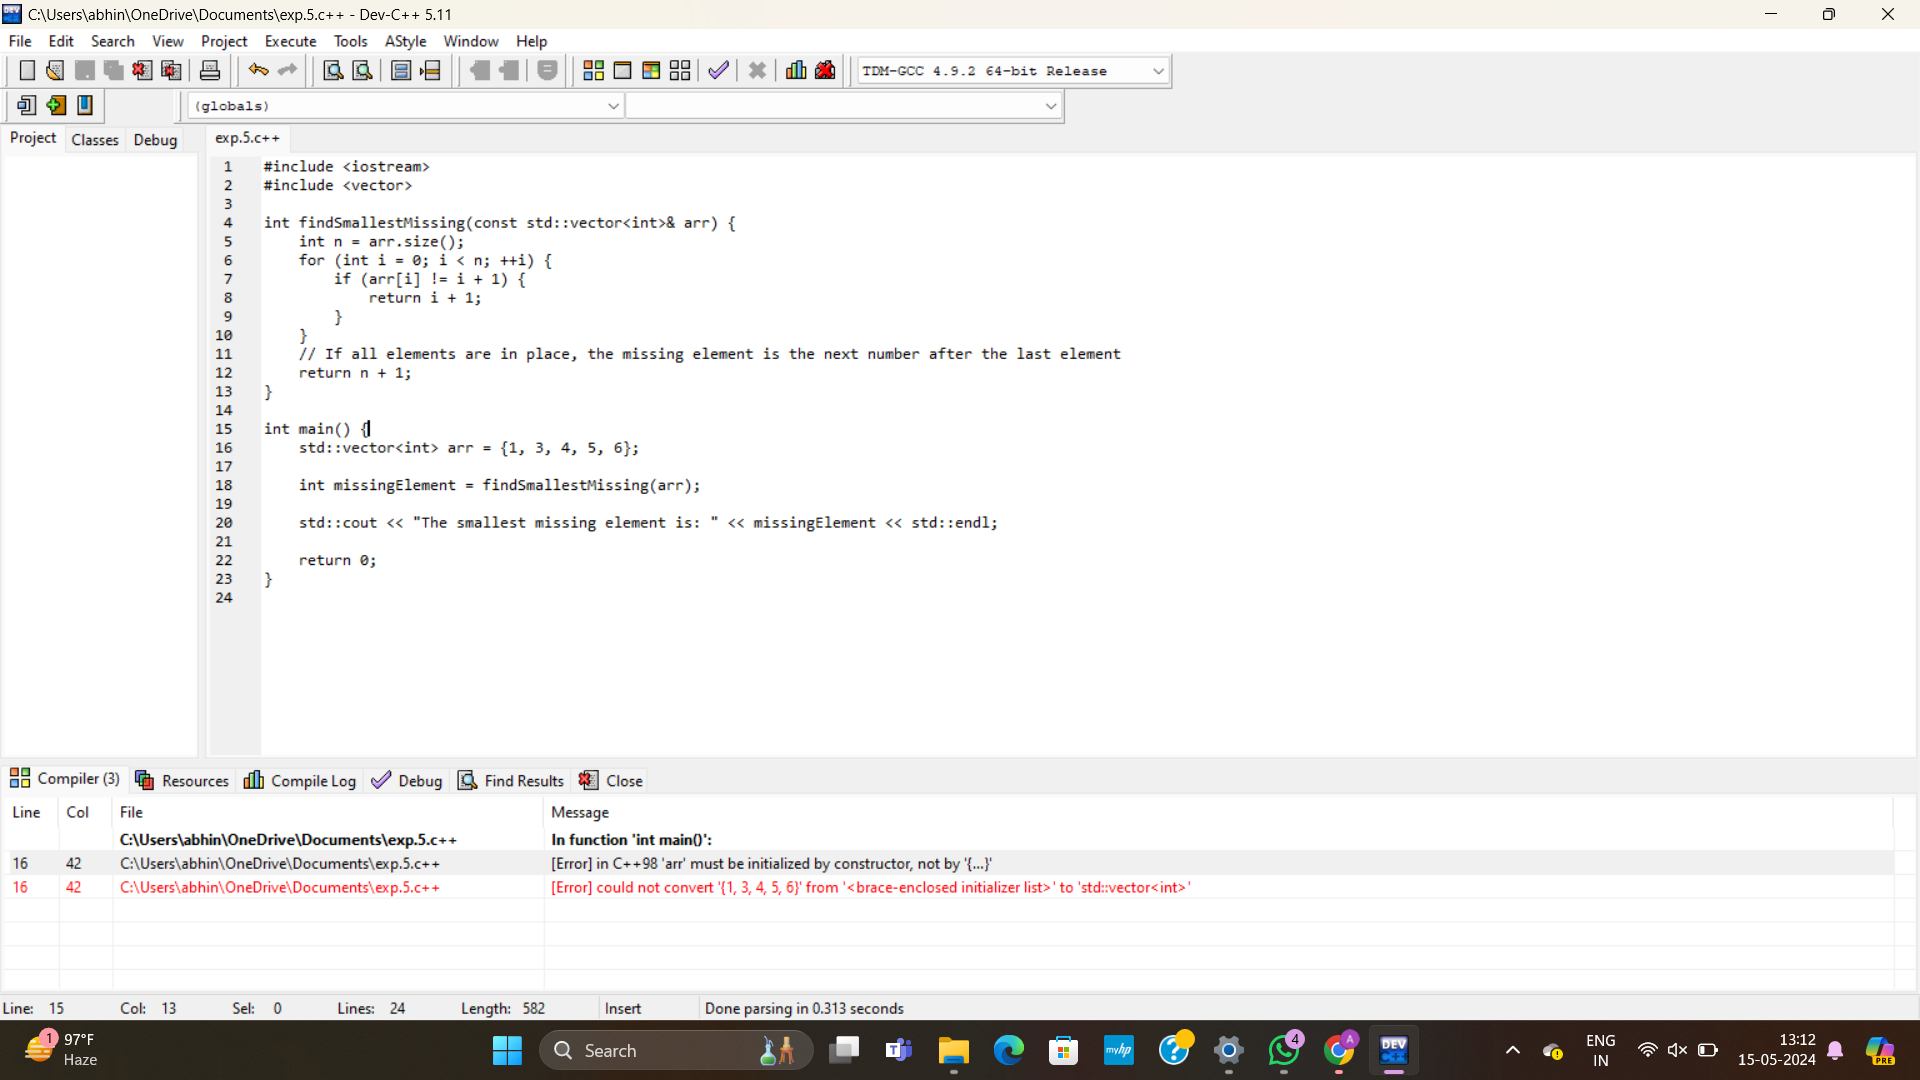 C:\Users\abhin\OneDrive\Documents\exp.5.c++ - Dev-C++ 5.11
File Edit Search View Project Execute Tools AStyle Window Help
TDM-GCC 4.9.2 64-bit Release
(globals)
Project Classes Debug exp.5.c++
1 #include <iostream>
2 #include <vector>
3
4 int findSmallestMissing(const std::vector<int>& arr) {
5 int n = arr.size();
6 for (int i = 0; i < n; ++i) {
7 if (arr[i] != i + 1) {
8 return i + 1;
9 }
10 }
11 // If all elements are in place, the missing element is the next number after the last element
12 return n + 1;
13 }
14
15 int main() {
16 std::vector<int> arr = {1, 3, 4, 5, 6};
17
18 int missingElement = findSmallestMissing(arr);
19
20 std::cout << "The smallest missing element is: " << missingElement << std::endl;
21
22 return 0;
23 }
24
Compiler (3) Resources Compile Log Debug Find Results Close
Line Col File Message
C:\Users\abhin\OneDrive\Documents\exp.5.c++ In function 'int main()':
16 42 C:\Users\abhin\OneDrive\Documents\exp.5.c++ [Error] in C++98 'arr' must be initialized by constructor, not by '{...}'
16 42 C:\Users\abhin\OneDrive\Documents\exp.5.c++ [Error] could not convert '{1, 3, 4, 5, 6}' from '<brace-enclosed initializer list>' to 'std::vector<int>'
Line: 15 Col: 13 Sel: 0 Lines: 24 Length: 582 Insert Done parsing in 0.313 seconds
1 97°F
Haze
Search
myhp
4
A
DEV
C++
ENG
IN
13:12
15-05-2024
PRE